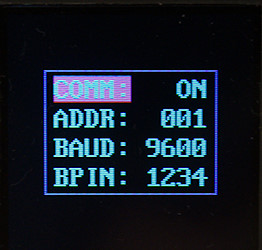 COMM: ON
ADDR: 001
BAUD: 9600
BPIN: 1234